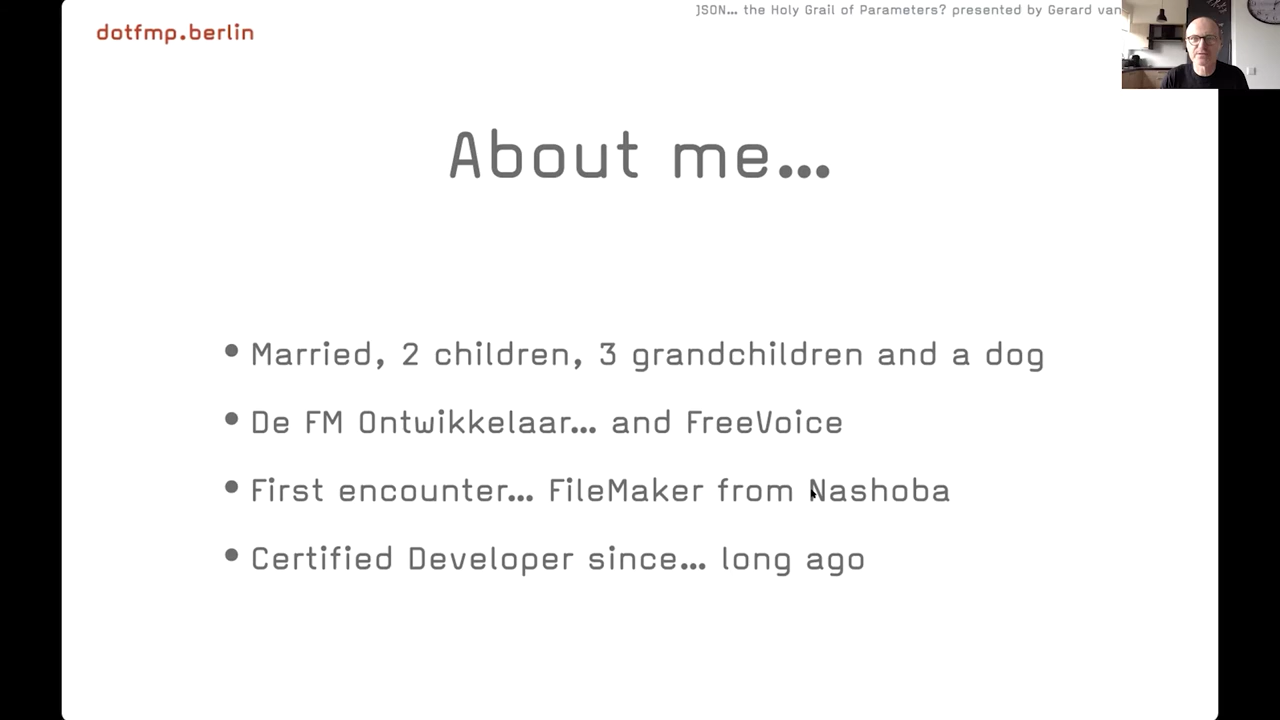 JSON… the Holy Grail of Parameters? presented by Gerard van
dotfmp.berlin
About me…
• Married, 2 children, 3 grandchildren and a dog
• De FM Ontwikkelaar… and FreeVoice
• First encounter… FileMaker from Nashoba
• Certified Developer since… long ago